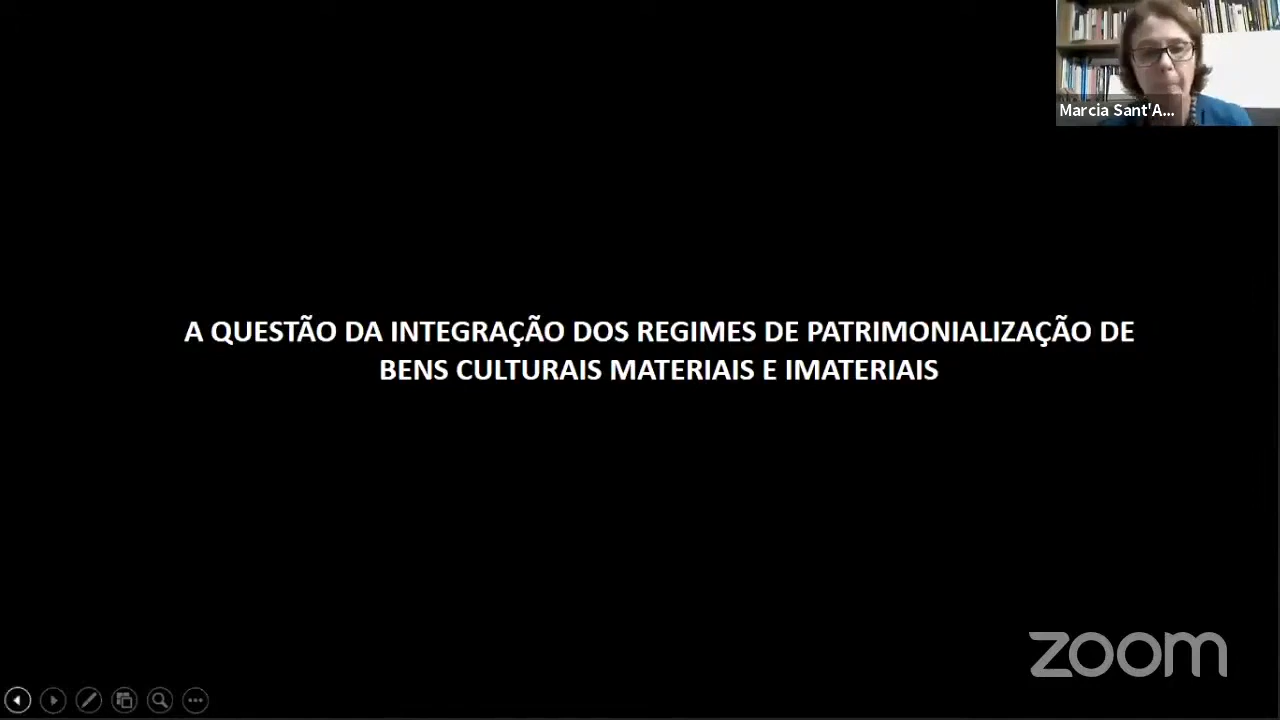 Marcia Sant'A...
A QUESTÃO DA INTEGRAÇÃO DOS REGIMES DE PATRIMONIALIZAÇÃO DE
BENS CULTURAIS MATERIAIS E IMATERIAIS
zoom